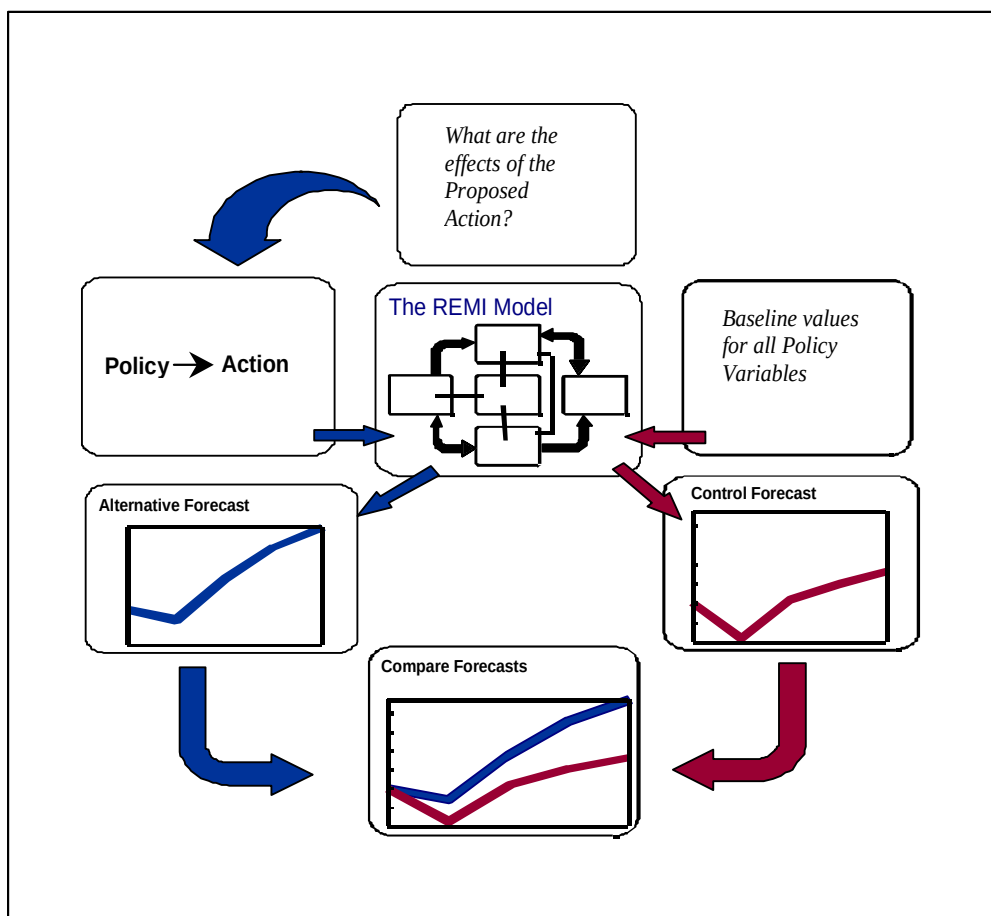 What are the
effects of the
Proposed
Action?
Policy → Action
The REMI Model
Baseline values
for all Policy
Variables
Alternative Forecast
Control Forecast
Compare Forecasts